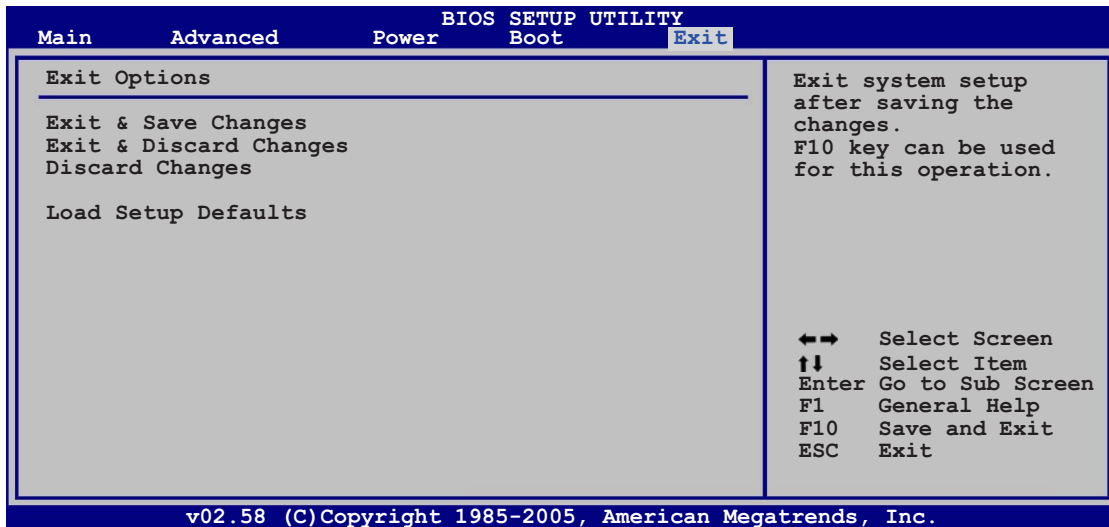 BIOS SETUP UTILITY
Main Advanced Power Boot Exit
Exit Options
Exit & Save Changes
Exit & Discard Changes
Discard Changes
Load Setup Defaults
Exit system setup
after saving the
changes.
F10 key can be used
for this operation.
←→ Select Screen
↑↓ Select Item
Enter Go to Sub Screen
F1 General Help
F10 Save and Exit
ESC Exit
v02.58 (C)Copyright 1985-2005, American Megatrends, Inc.